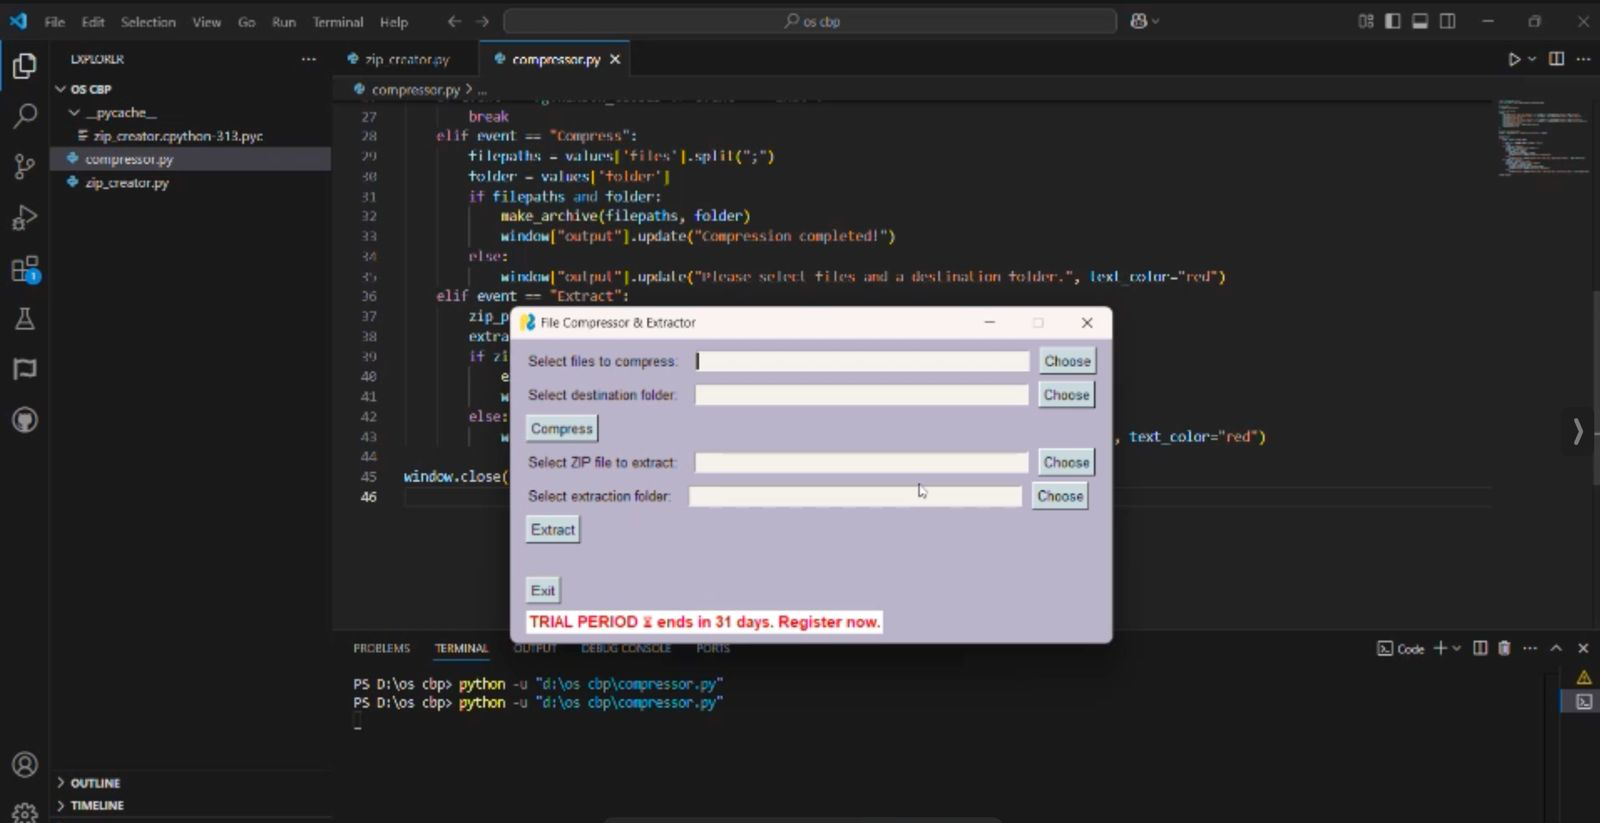 File Edit Selection View Go Run Terminal Help
os cbp
EXPLORER
OS CBP
__pycache__
zip_creator.cpython-313.pyc
compressor.py
zip_creator.py
OUTLINE
TIMELINE
1
zip_creator.py
compressor.py
compressor.py > ...
27 break
28 elif event == "Compress":
29 filepaths = values['files'].split(";")
30 folder = values['folder']
31 if filepaths and folder:
32 make_archive(filepaths, folder)
33 window["output"].update("Compression completed!")
34 else:
35 window["output"].update("Please select files and a destination folder.", text_color="red")
36 elif event == "Extract":
37 zip_p
38 extra
39 if zi
40 e
41 w
42 else:
43 w , text_color="red")
44
45 window.close(
46
File Compressor & Extractor
Select files to compress: Choose
Select destination folder: Choose
Compress
Select ZIP file to extract: Choose
Select extraction folder: Choose
Extract
Exit
TRIAL PERIOD ⏳ ends in 31 days. Register now.
PROBLEMS TERMINAL OUTPUT DEBUG CONSOLE PORTS
Code
PS D:\os cbp> python -u "d:\os cbp\compressor.py"
PS D:\os cbp> python -u "d:\os cbp\compressor.py"